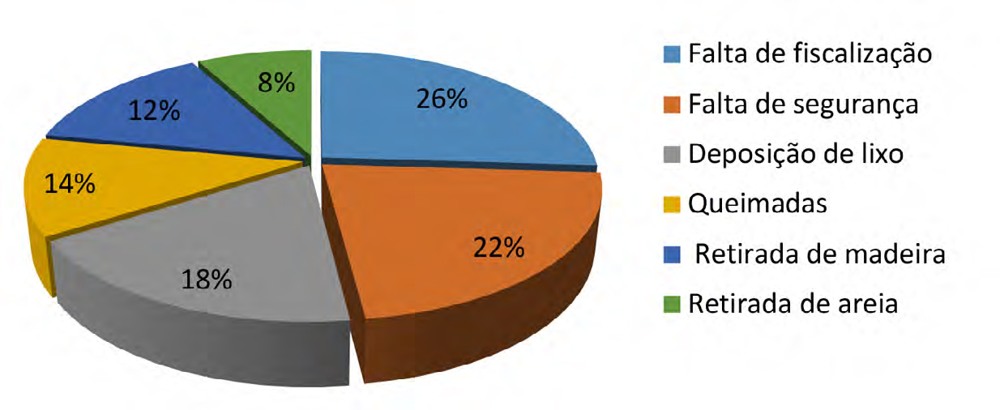 26%
22%
18%
14%
12%
8%
Falta de fiscalização
Falta de segurança
Deposição de lixo
Queimadas
Retirada de madeira
Retirada de areia